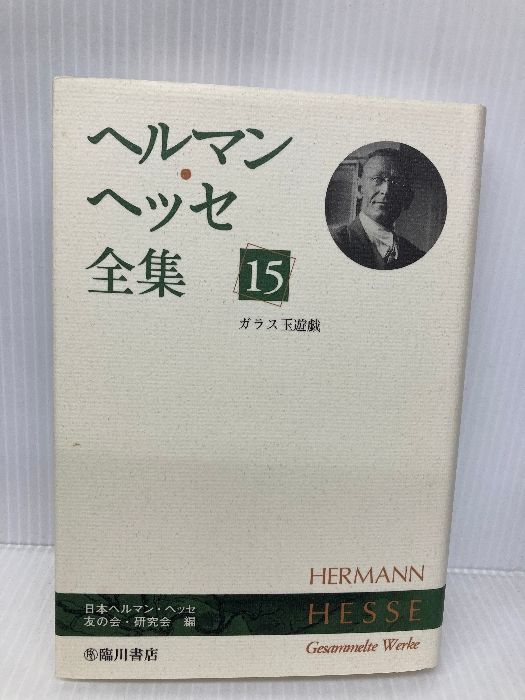 ヘルマン・
ヘッセ
全集 15
ガラス玉遊戯
HERMANN
HESSE
Gesammelte Werke
日本ヘルマン・ヘッセ
友の会・研究会 編
臨川書店